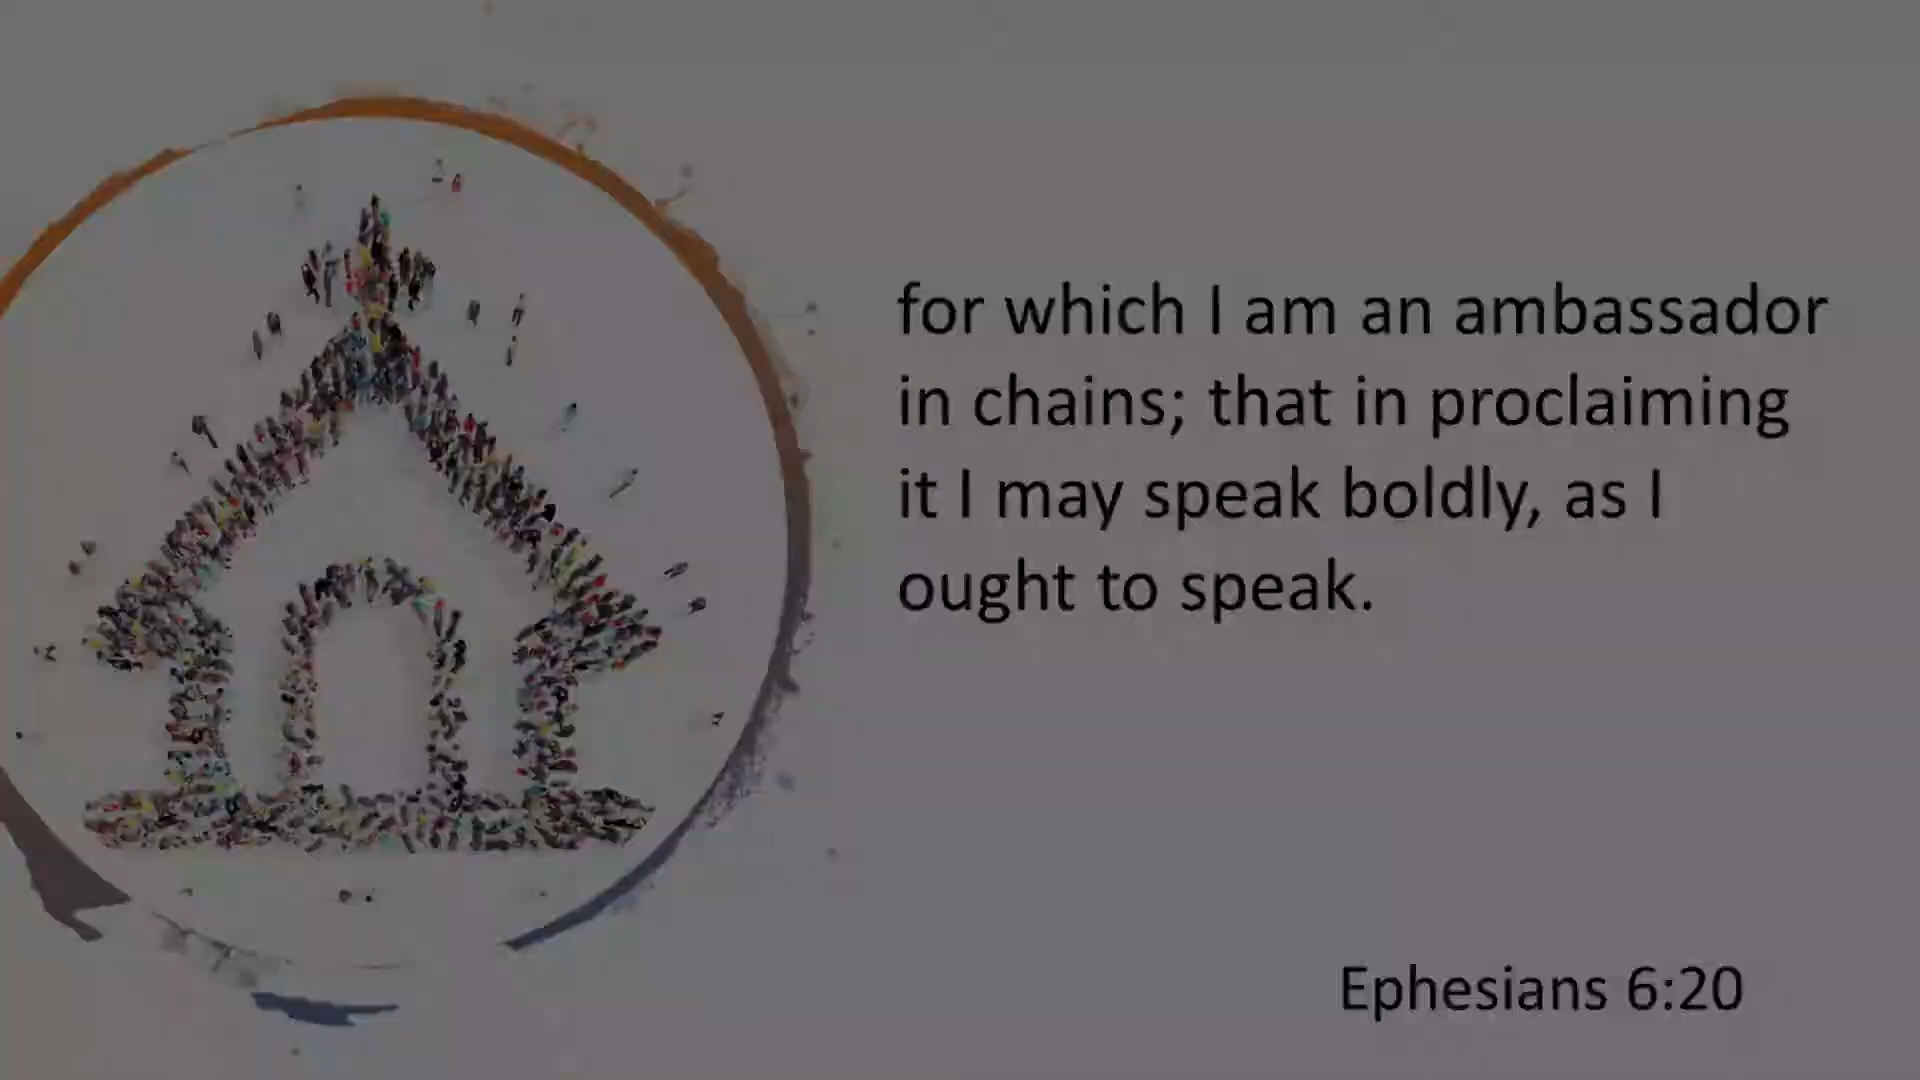 for which I am an ambassador
in chains; that in proclaiming
it I may speak boldly, as I
ought to speak.
Ephesians 6:20